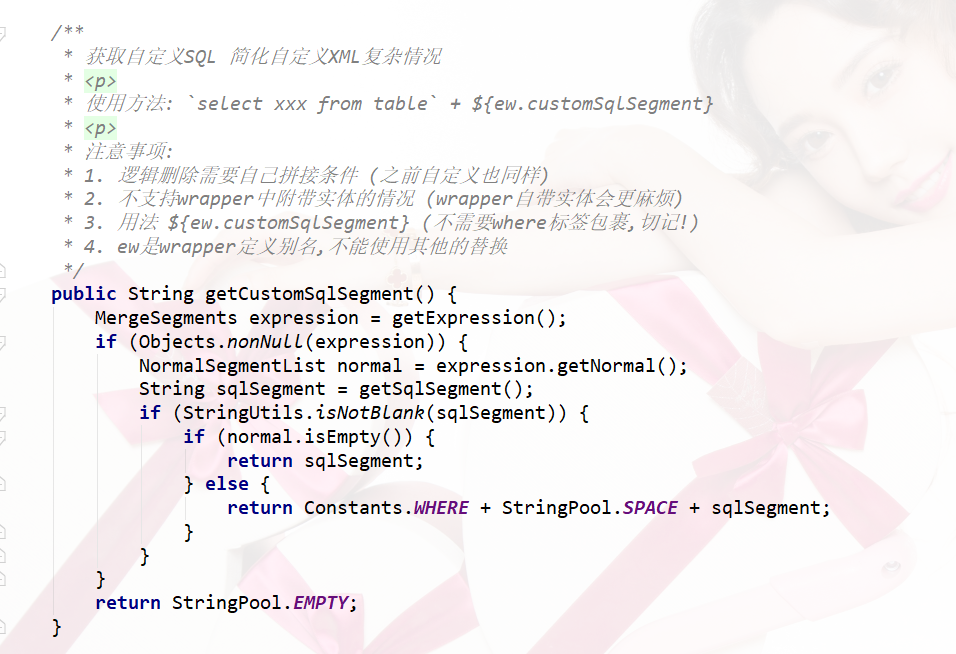 /**
 * 获取自定义SQL 简化自定义XML复杂情况
 * <p>
 * 使用方法: `select xxx from table` + ${ew.customSqlSegment}
 * <p>
 * 注意事项:
 * 1. 逻辑删除需要自己拼接条件 (之前自定义也同样)
 * 2. 不支持wrapper中附带实体的情况 (wrapper自带实体会更麻烦)
 * 3. 用法 ${ew.customSqlSegment} (不需要where标签包裹,切记!)
 * 4. ew是wrapper定义别名,不能使用其他的替换
 */
public String getCustomSqlSegment() {
    MergeSegments expression = getExpression();
    if (Objects.nonNull(expression)) {
        NormalSegmentList normal = expression.getNormal();
        String sqlSegment = getSqlSegment();
        if (StringUtils.isNotBlank(sqlSegment)) {
            if (normal.isEmpty()) {
                return sqlSegment;
            } else {
                return Constants.WHERE + StringPool.SPACE + sqlSegment;
            }
        }
    }
    return StringPool.EMPTY;
}